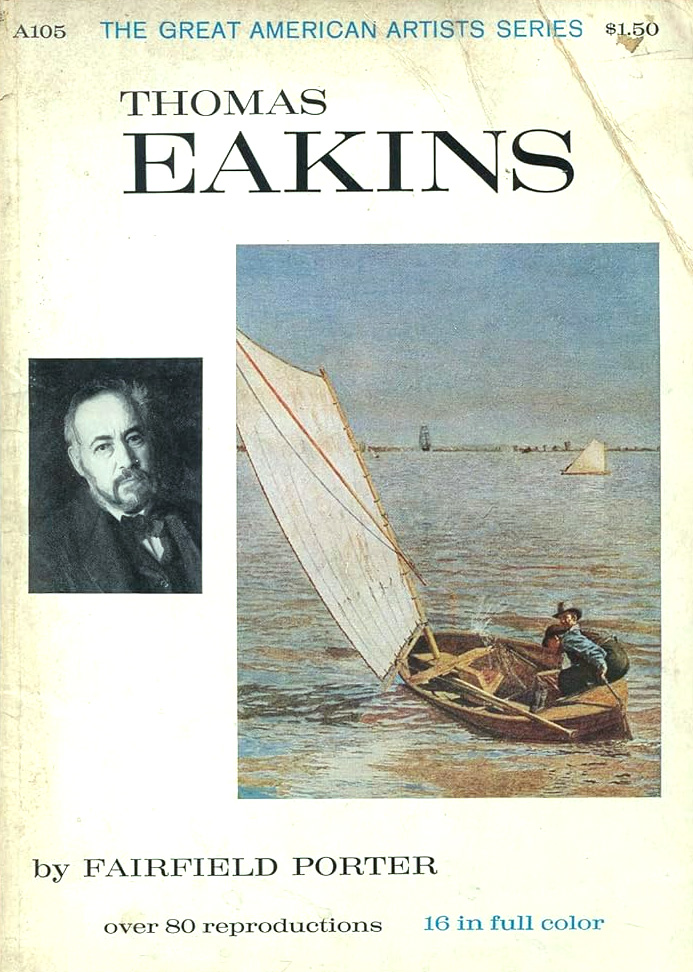 A105 THE GREAT AMERICAN ARTISTS SERIES $1.50
THOMAS
EAKINS
by FAIRFIELD PORTER
over 80 reproductions 16 in full color